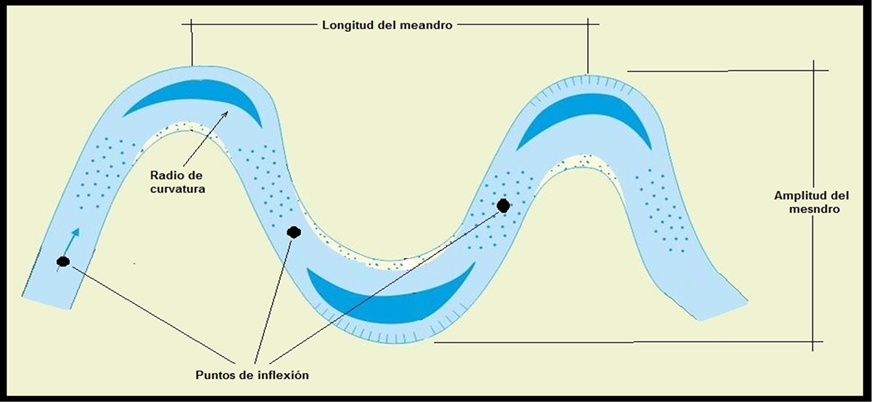 Longitud del meandro
Radio de
curvatura
Amplitud del
mesndro
Puntos de inflexión